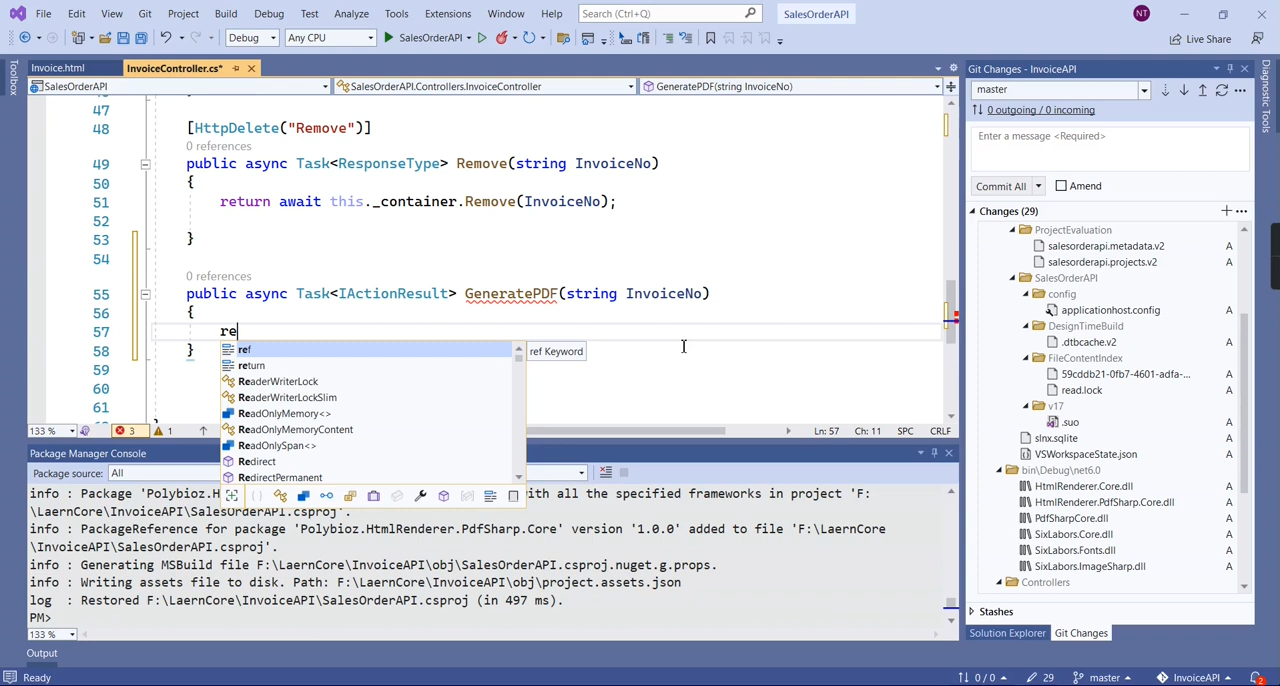 File Edit View Git Project Build Debug Test Analyze Tools Extensions Window Help Search (Ctrl+Q) SalesOrderAPI NT
Debug Any CPU SalesOrderAPI Live Share
Toolbox
Invoice.html InvoiceController.cs*
SalesOrderAPI SalesOrderAPI.Controllers.InvoiceController GeneratePDF(string InvoiceNo)
47
48 [HttpDelete("Remove")]
0 references
49 public async Task<ResponseType> Remove(string InvoiceNo)
50 {
51 return await this._container.Remove(InvoiceNo);
52
53 }
54
0 references
55 public async Task<IActionResult> GeneratePDF(string InvoiceNo)
56 {
57 re
58 }
59
60
61
ref
return
ReaderWriterLock
ReaderWriterLockSlim
ReadOnlyMemory<>
ReadOnlyMemoryContent
ReadOnlySpan<>
Redirect
RedirectPermanent
ref Keyword
133 % 3 1 Ln: 57 Ch: 11 SPC CRLF
Package Manager Console
Package source: All
info : Package 'Polybioz.H with all the specified frameworks in project 'F:
\LaernCore\InvoiceAPI\SalesOrderAPI.csproj'.
info : PackageReference for package 'Polybioz.HtmlRenderer.PdfSharp.Core' version '1.0.0' added to file 'F:\LaernCore
\InvoiceAPI\SalesOrderAPI.csproj'.
info : Generating MSBuild file F:\LaernCore\InvoiceAPI\obj\SalesOrderAPI.csproj.nuget.g.props.
info : Writing assets file to disk. Path: F:\LaernCore\InvoiceAPI\obj\project.assets.json
log : Restored F:\LaernCore\InvoiceAPI\SalesOrderAPI.csproj (in 497 ms).
PM>
133 %
Output
Git Changes - InvoiceAPI
master
0 outgoing / 0 incoming
Enter a message <Required>
Commit All Amend
Changes (29)
ProjectEvaluation
salesorderapi.metadata.v2 A
salesorderapi.projects.v2 A
SalesOrderAPI
config
applicationhost.config A
DesignTimeBuild
.dtbcache.v2 A
FileContentIndex
59cddb21-0fb7-4601-adfa-... A
read.lock A
v17
.suo A
slnx.sqlite A
VSWorkspaceState.json A
bin\Debug\net6.0
HtmlRenderer.Core.dll A
HtmlRenderer.PdfSharp.Core.dll A
PdfSharpCore.dll A
SixLabors.Core.dll A
SixLabors.Fonts.dll A
SixLabors.ImageSharp.dll A
Controllers
Stashes
Solution Explorer Git Changes
Diagnostic Tools
Ready 0 / 0 29 master InvoiceAPI 2